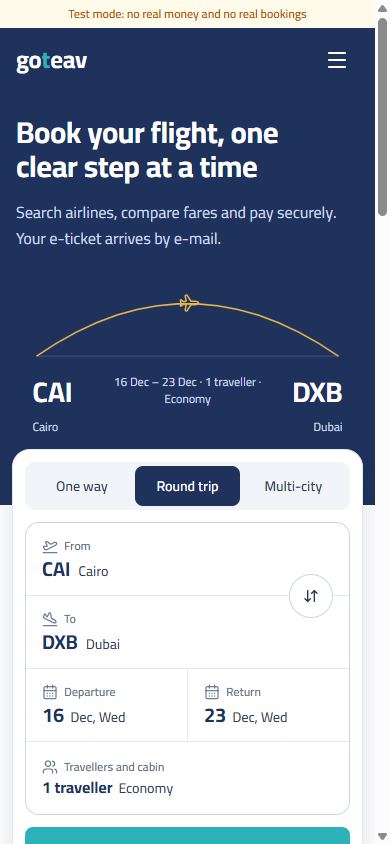 Test mode: no real money and no real bookings
goteav
Book your flight, one
clear step at a time
Search airlines, compare fares and pay securely.
Your e-ticket arrives by e-mail.
CAI
16 Dec – 23 Dec · 1 traveller ·
Economy
DXB
Cairo
Dubai
One way
Round trip
Multi-city
From
CAI Cairo
To
DXB Dubai
Departure
16 Dec, Wed
Return
23 Dec, Wed
Travellers and cabin
1 traveller Economy